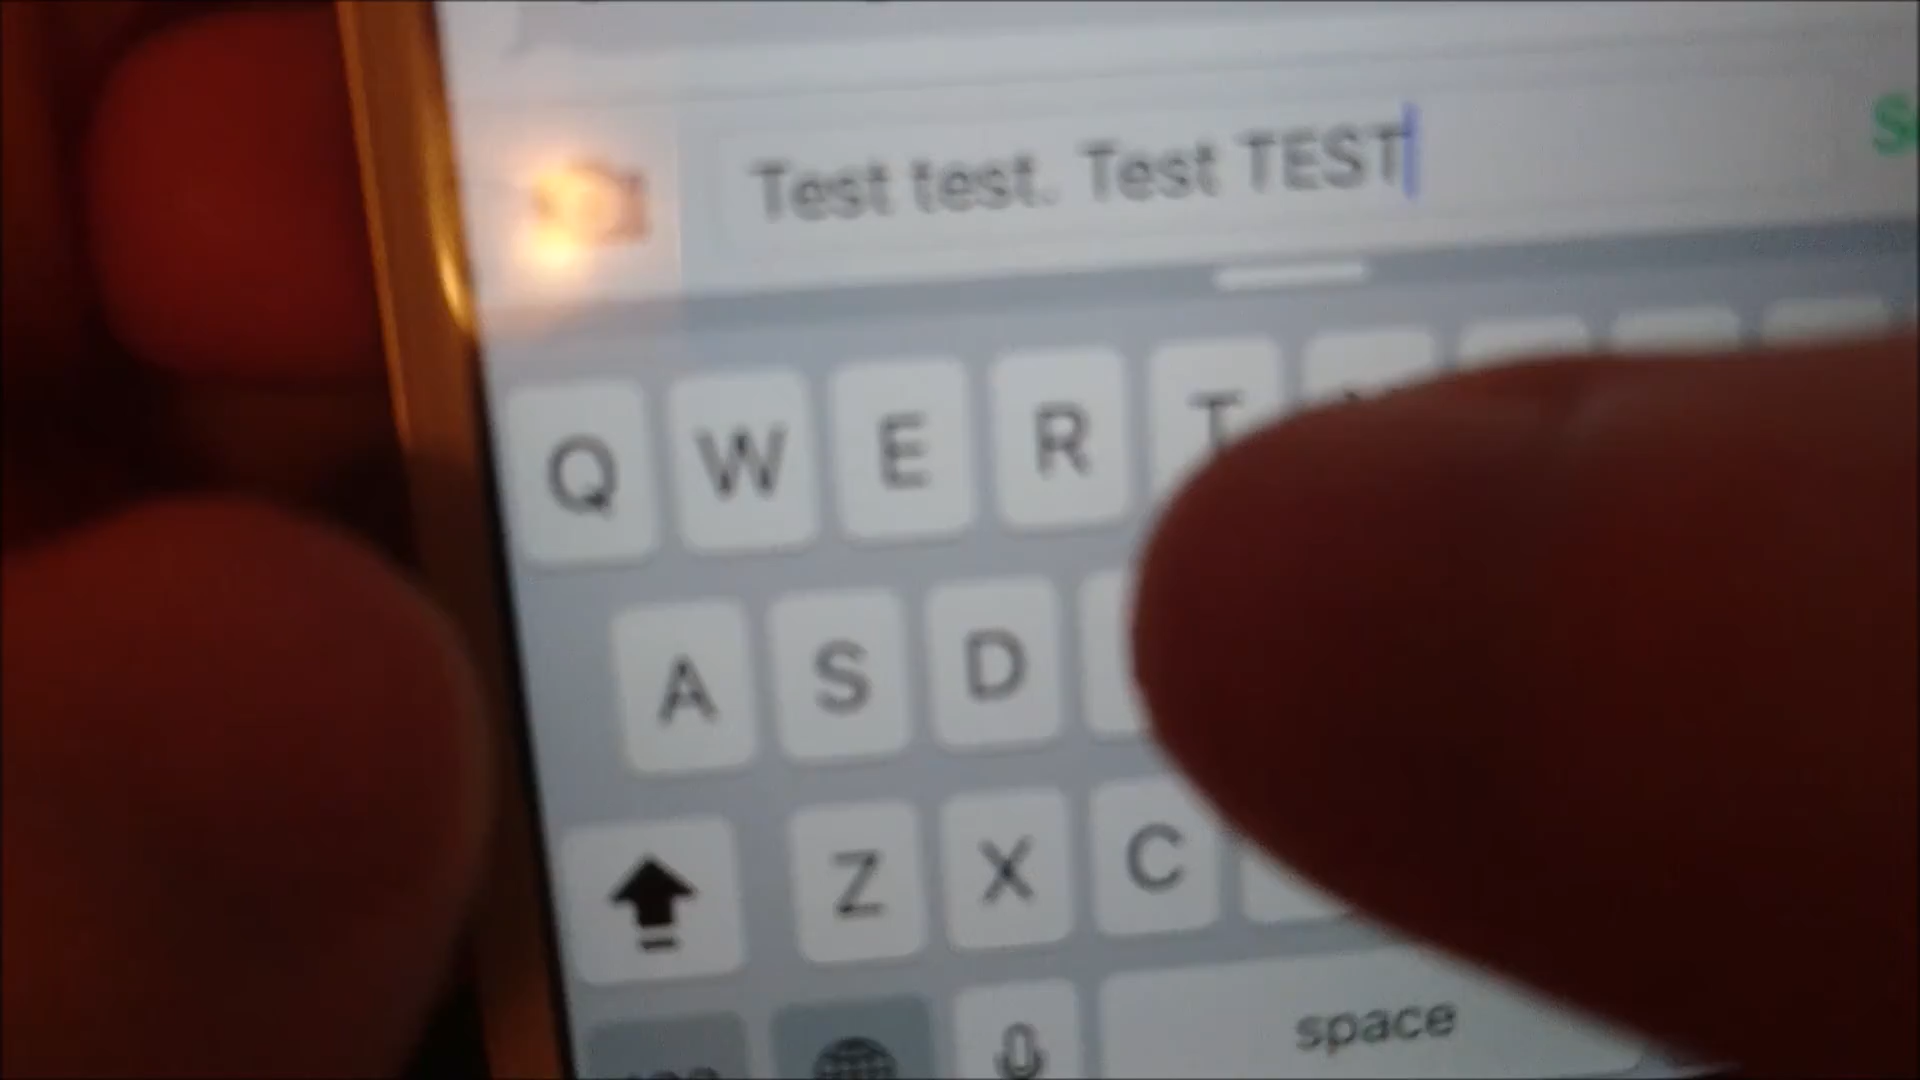 Test test. Test TEST
Q W E R T
A S D
Z X C
space